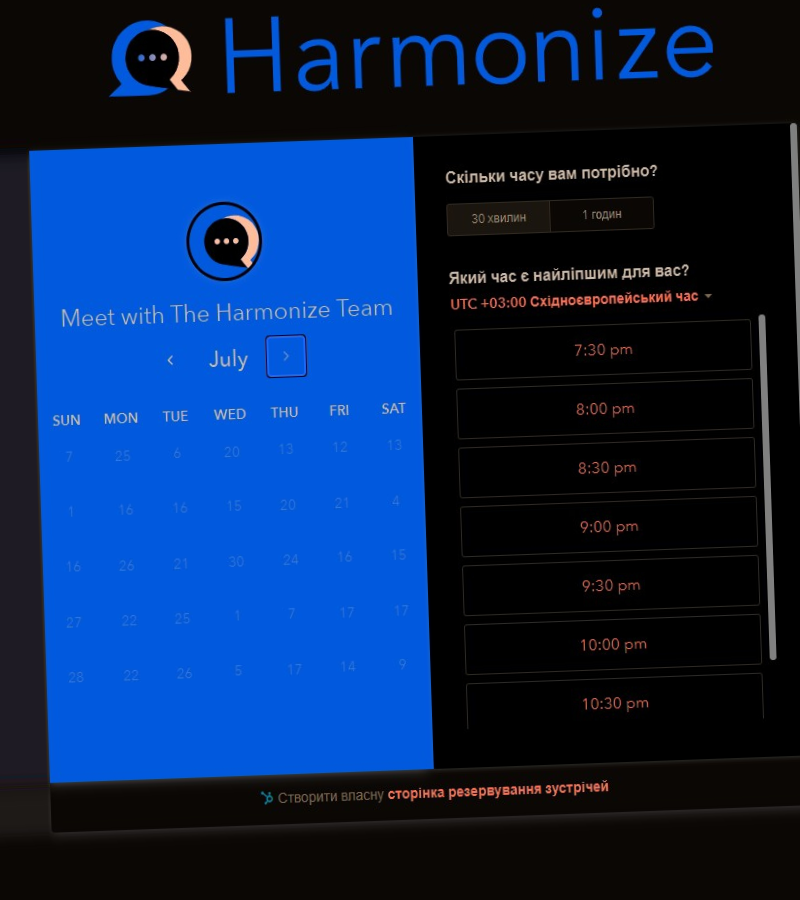 Harmonize
Meet with The Harmonize Team
July
SUN MON TUE WED THU FRI SAT
7 25 6 20 13 12 13
1 16 16 15 20 21 4
16 26 21 30 24 16 15
27 22 25 1 7 17 17
28 22 26 5 17 14 9
Скільки часу вам потрібно?
30 хвилин 1 годин
Який час є найліпшим для вас?
UTC +03:00 Східноєвропейський час
7:30 pm
8:00 pm
8:30 pm
9:00 pm
9:30 pm
10:00 pm
10:30 pm
Створити власну сторінка резервування зустрічей